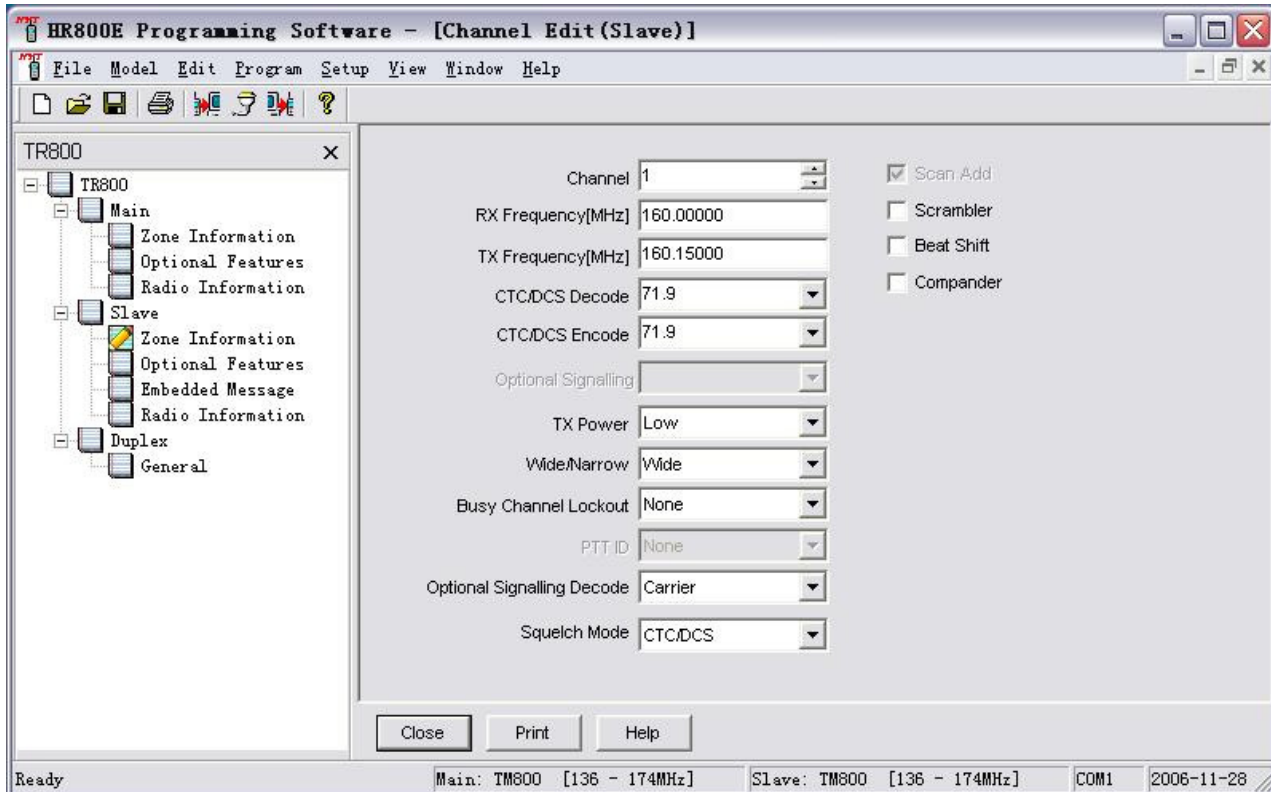 HR800E Programming Software - [Channel Edit(Slave)]
File Model Edit Program Setup View Window Help
TR800
TR800
Main
Zone Information
Optional Features
Radio Information
Slave
Zone Information
Optional Features
Embedded Message
Radio Information
Duplex
General
Channel 1
RX Frequency[MHz] 160.00000
TX Frequency[MHz] 160.15000
CTC/DCS Decode 71.9
CTC/DCS Encode 71.9
Optional Signalling
TX Power Low
Wide/Narrow Wide
Busy Channel Lockout None
PTT ID None
Optional Signalling Decode Carrier
Squelch Mode CTC/DCS
Scan Add
Scrambler
Beat Shift
Compander
Close Print Help
Ready Main: TM800 [136 - 174MHz] Slave: TM800 [136 - 174MHz] COM1 2006-11-28